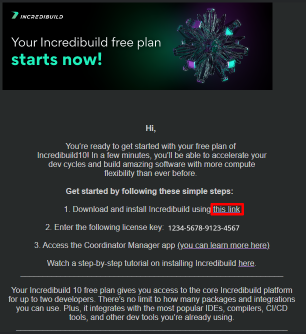 INCREDIBUILD
Your Incredibuild free plan
starts now!
Hi,
You're ready to get started with your free plan of
Incredibuild10! In a few minutes, you'll be able to accelerate your
dev cycles and build amazing software with more compute
flexibility than ever before.
Get started by following these simple steps:
1. Download and install Incredibuild using this link
2. Enter the following license key: 1234-5678-9123-4567
3. Access the Coordinator Manager app (you can learn more here)
Watch a step-by-step tutorial on installing Incredibuild here.
Your Incredibuild 10 free plan gives you access to the core Incredibuild platform
for up to two developers. There's no limit to how many packages and integrations
you can use. Plus, it integrates with the most popular IDEs, compilers, CI/CD
tools, and other dev tools you're already using.